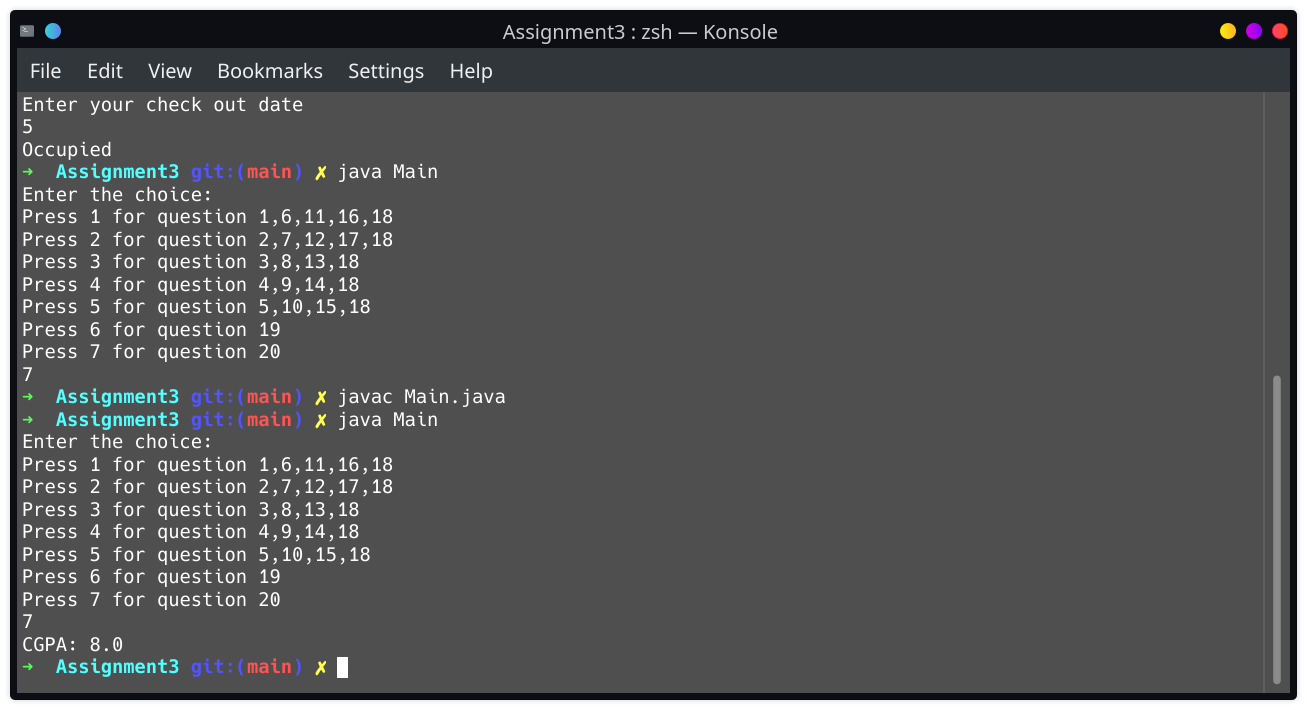 Assignment3 : zsh — Konsole
File Edit View Bookmarks Settings Help
Enter your check out date
5
Occupied
➜  Assignment3 git:(main) ✗ java Main
Enter the choice:
Press 1 for question 1,6,11,16,18
Press 2 for question 2,7,12,17,18
Press 3 for question 3,8,13,18
Press 4 for question 4,9,14,18
Press 5 for question 5,10,15,18
Press 6 for question 19
Press 7 for question 20
7
➜  Assignment3 git:(main) ✗ javac Main.java
➜  Assignment3 git:(main) ✗ java Main
Enter the choice:
Press 1 for question 1,6,11,16,18
Press 2 for question 2,7,12,17,18
Press 3 for question 3,8,13,18
Press 4 for question 4,9,14,18
Press 5 for question 5,10,15,18
Press 6 for question 19
Press 7 for question 20
7
CGPA: 8.0
➜  Assignment3 git:(main) ✗